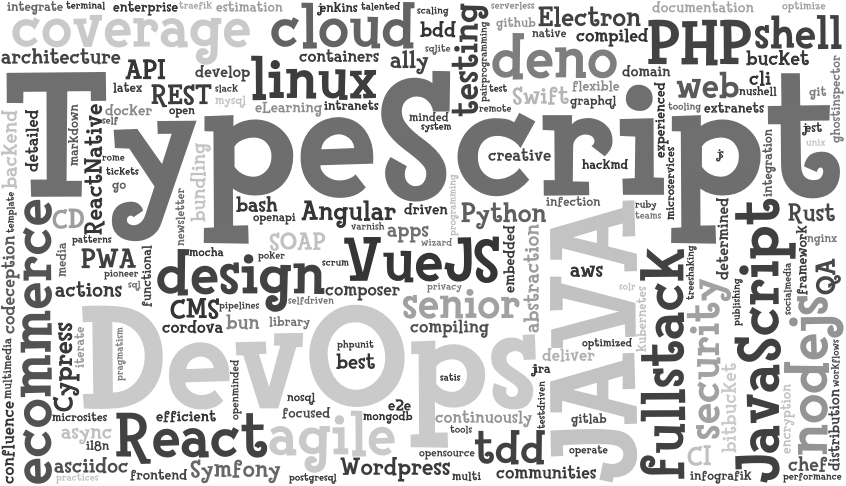 integrate
terminal
enterprise
traefik
estimation
jenkins
talented
scaling
serverless
documentation
optimize
coverage
cloud
bdd
github
Electron
native
compiled
PHP
shell
architecture
containers
ally
sqlite
testing
pairprogramming
deno
domain
bucket
API
develop
linux
web
cli
nushell
git
ghostinspector
latex
REST
slack
mysql
eLearning
intranets
test
Swift
flexible
graphql
tooling
extranets
open
docker
self
minded
system
remote
experienced
jest
unix
backend
detailed
markdown
ReactNative
TypeScript
creative
hackmd
jr
integration
microservices
rome
tickets
go
bundling
programming
infection
ruby
teams
template
CD
newsletter
bash
openapi
Angular
driven
Python
determined
Rust
patterns
varnish
apps
wizard
nginx
SOAP
VueJS
embedded
abstraction
JAVA
fullstack
treeshaking
JavaScript
framework
socialmedia
QA
codeception
ecommerce
media
PWA
pioneer
sql
functional
mocha
poker
scrum
design
aws
actions
composer
privacy
solr
publishing
CMS
pipelines
selfdriven
senior
kubernetes
security
nodejs
cordova
bun
library
compiling
Cypress
iterate
pragmatism
DevOps
phpunit
best
satis
optimized
deliver
jira
multimedia
workflows
confluence
openminded
nosql
focused
e2e
mongodb
continuously
testdriven
gitlab
bitbucket
encryption
distribution
microsites
efficient
async
il8n
React
agile
tools
opensource
tdd
operate
CI
asciidoc
practices
frontend
Symfony
postgresql
Wordpress
multi
communities
infografik
chef
performance